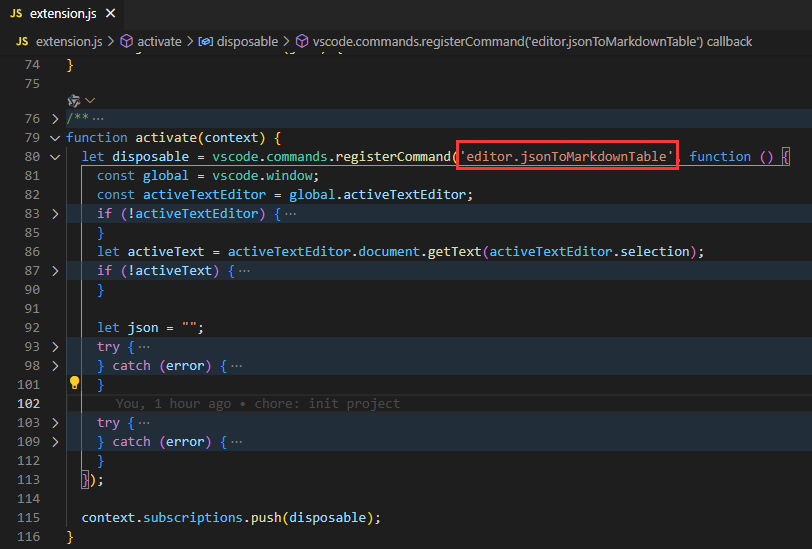 JS extension.js ×
JS extension.js > activate > disposable > vscode.commands.registerCommand('editor.jsonToMarkdownTable') callback
74 }
75
76 > /** ···
79 function activate(context) {
80 let disposable = vscode.commands.registerCommand('editor.jsonToMarkdownTable', function () {
81 const global = vscode.window;
82 const activeTextEditor = global.activeTextEditor;
83 > if (!activeTextEditor) { ···
85 }
86 let activeText = activeTextEditor.document.getText(activeTextEditor.selection);
87 > if (!activeText) { ···
90 }
91
92 let json = "";
93 > try { ···
98 > } catch (error) { ···
101 }
102 You, 1 hour ago • chore: init project
103 > try { ···
109 > } catch (error) { ···
112 }
113 });
114
115 context.subscriptions.push(disposable);
116 }